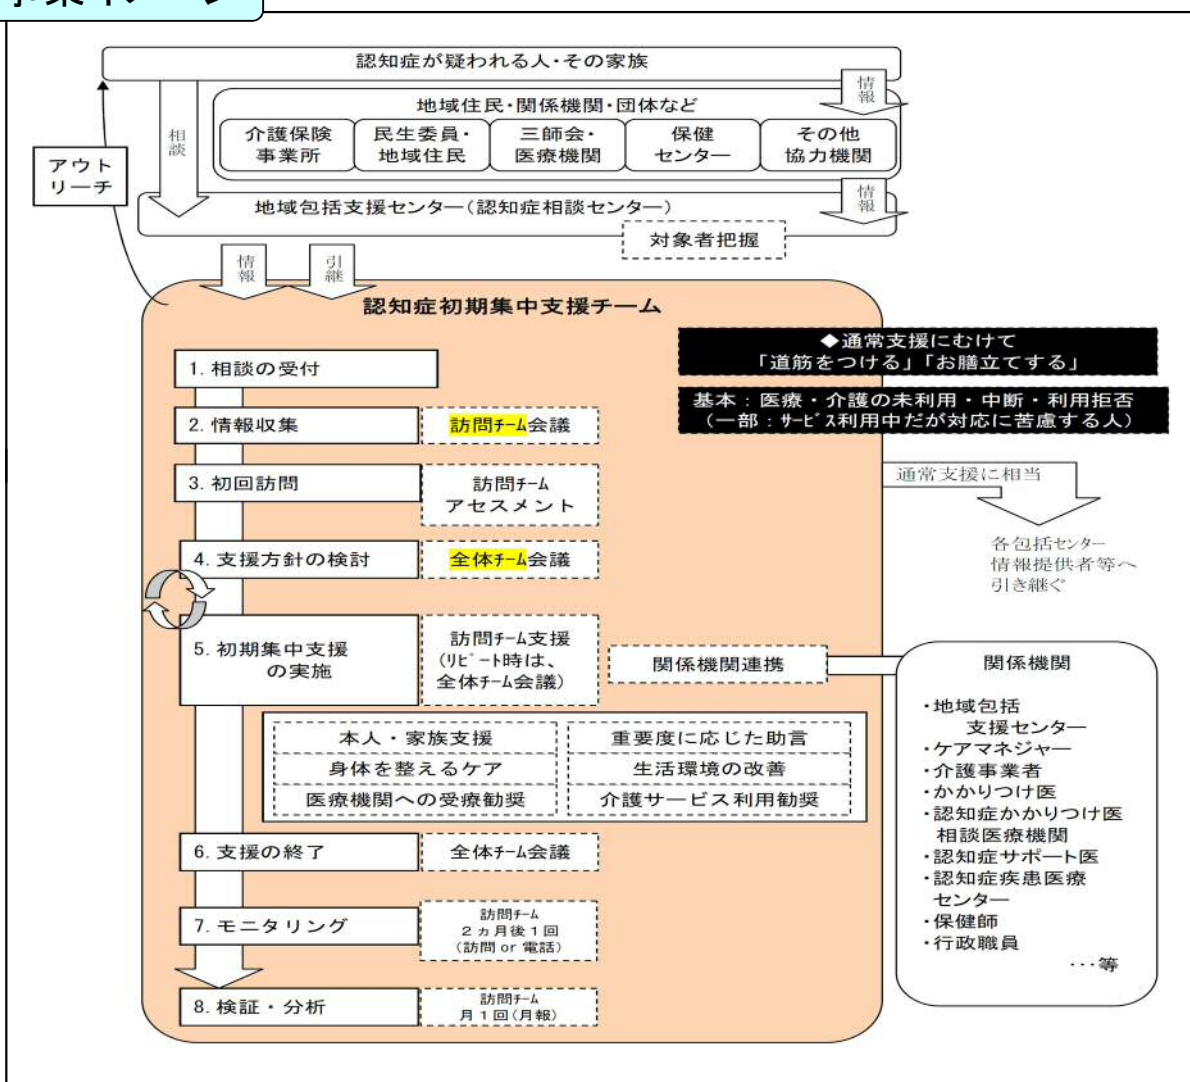 認知症が疑われる人・その家族
情報
地域住民・関係機関・団体など
相談
介護保険
事業所
民生委員・
地域住民
三師会・
医療機関
保健
センター
その他
協力機関
アウト
リーチ
情報
地域包括支援センター(認知症相談センター)
対象者把握
情報
引継
認知症初期集中支援チーム
◆通常支援にむけて
「道筋をつける」「お膳立てする」
基本：医療・介護の未利用・中断・利用拒否
(一部：ｻｰﾋﾞｽ利用中だが対応に苦慮する人)
1. 相談の受付
2. 情報収集
訪問ﾁｰﾑ会議
3. 初回訪問
訪問ﾁｰﾑ
アセスメント
通常支援に相当
各包括ｾﾝﾀｰ
情報提供者等へ
引き継ぐ
4. 支援方針の検討
全体ﾁｰﾑ会議
5. 初期集中支援
の実施
訪問ﾁｰﾑ支援
(ﾘﾋﾟｰﾄ時は、
全体ﾁｰﾑ会議)
関係機関連携
本人・家族支援
重要度に応じた助言
身体を整えるケア
生活環境の改善
医療機関への受療勧奨
介護サービス利用勧奨
6. 支援の終了
全体ﾁｰﾑ会議
7. モニタリング
訪問ﾁｰﾑ
２ヵ月後１回
(訪問 or 電話)
8. 検証・分析
訪問ﾁｰﾑ
月１回(月報)
関係機関
・地域包括
支援センター
・ケアマネジャー
・介護事業者
・かかりつけ医
・認知症かかりつけ医
相談医療機関
・認知症サポート医
・認知症疾患医療
センター
・保健師
・行政職員
…等